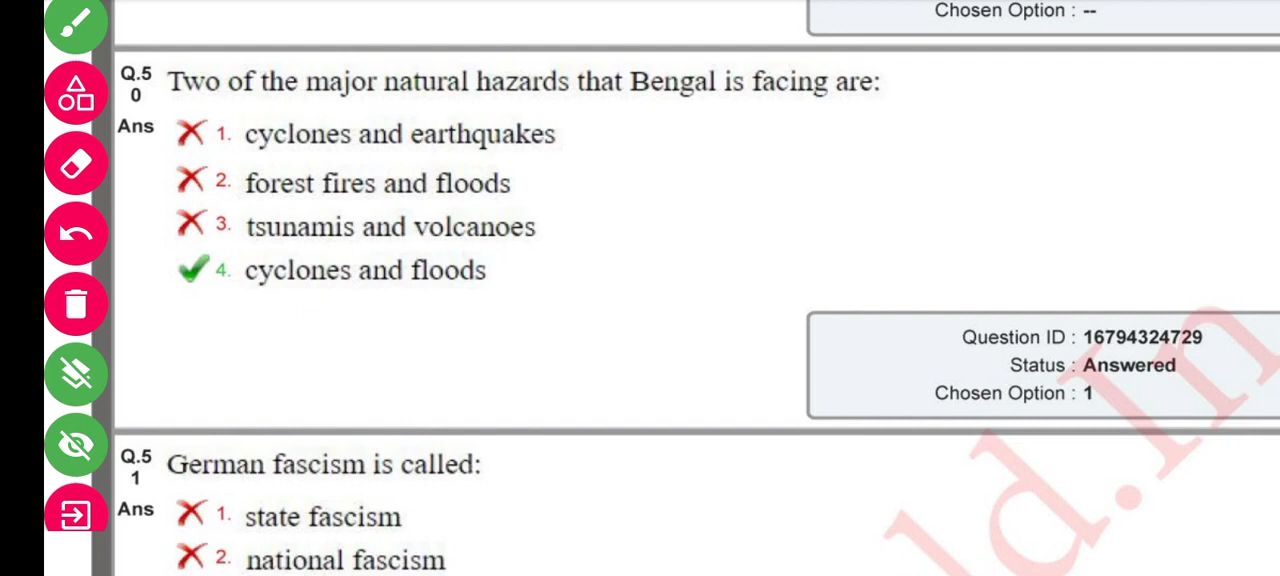 Chosen Option : --
Q.5
0
Two of the major natural hazards that Bengal is facing are:
Ans
1. cyclones and earthquakes
2. forest fires and floods
3. tsunamis and volcanoes
4. cyclones and floods
Question ID : 16794324729
Status : Answered
Chosen Option : 1
Q.5
1
German fascism is called:
Ans
1. state fascism
2. national fascism
ld.In